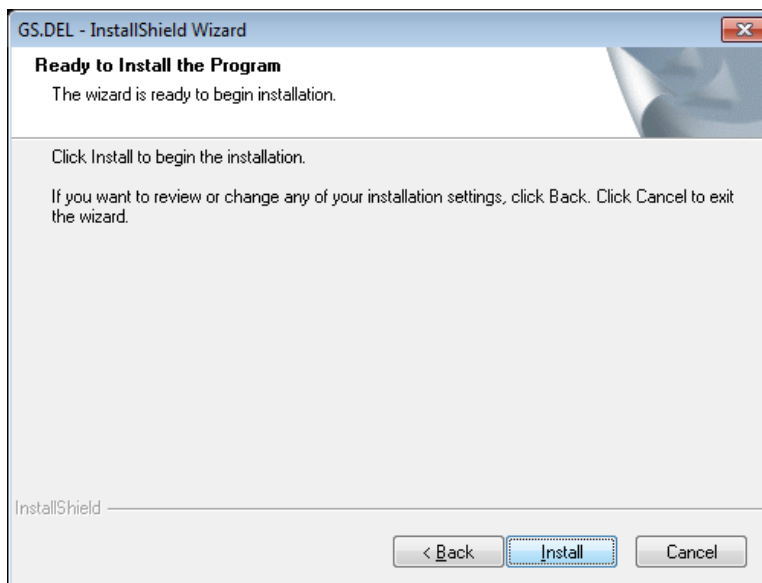 GS.DEL - InstallShield Wizard
Ready to Install the Program
The wizard is ready to begin installation.
Click Install to begin the installation.
If you want to review or change any of your installation settings, click Back. Click Cancel to exit
the wizard.
InstallShield
< Back
Install
Cancel